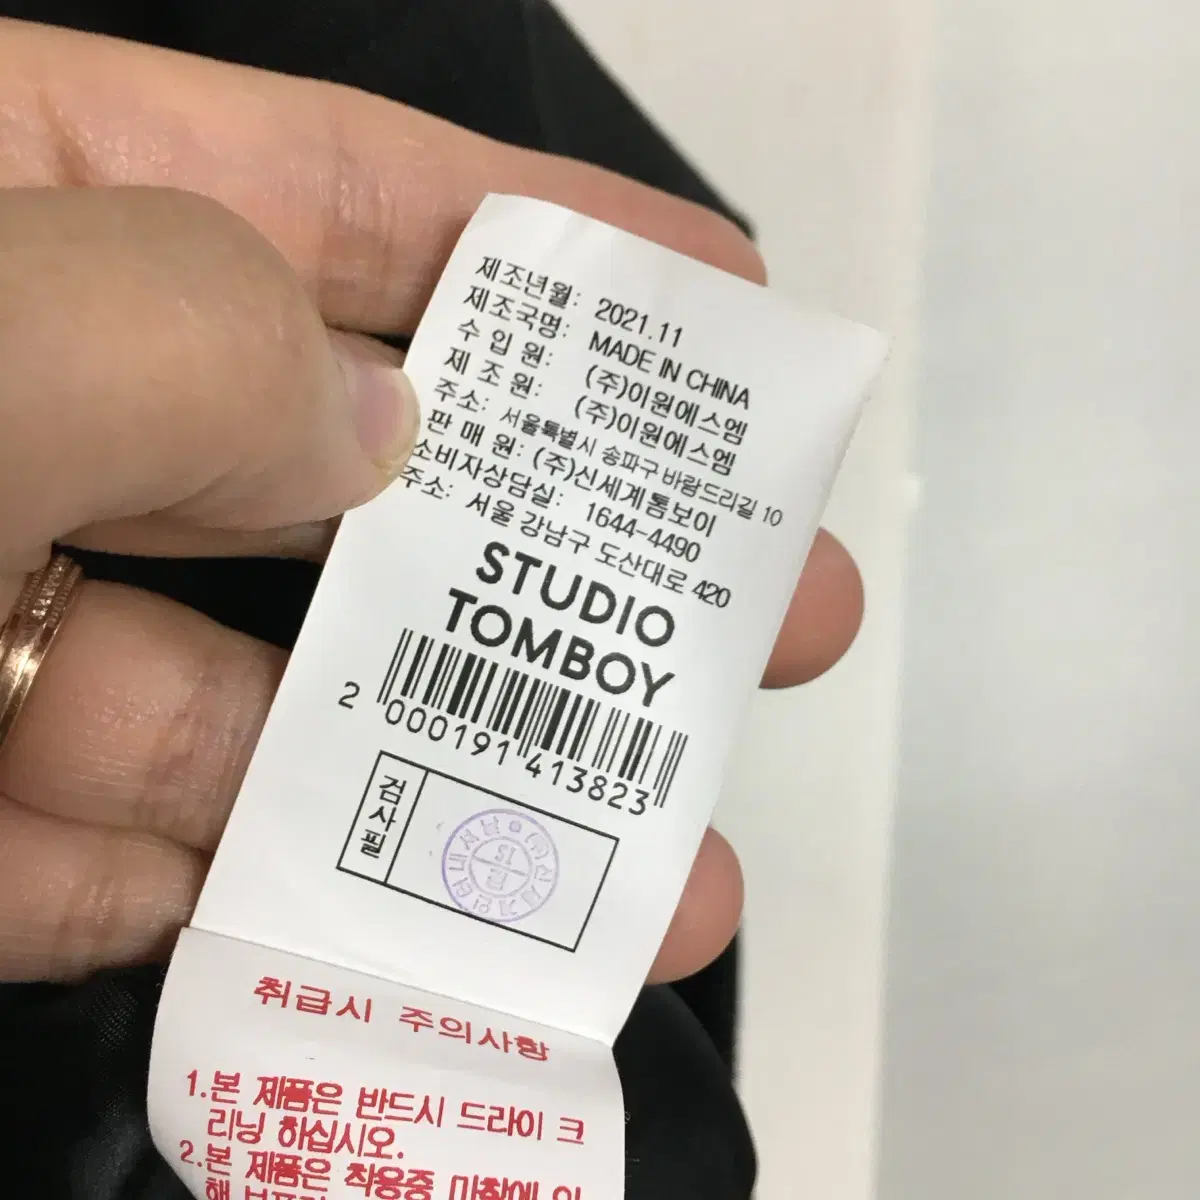 제조년월: 2021.11
제조국명: MADE IN CHINA
수 입 원: (주)이원에스엠
제 조 원: (주)이원에스엠
주소: 서울특별시 송파구 바람드리길 10
판 매 원: (주)신세계톰보이
소비자상담실: 1644-4490
주소: 서울 강남구 도산대로 420
STUDIO
TOMBOY
2 000191 413823
검사필
취급시 주의사항
1.본 제품은 반드시 드라이 크
리닝 하십시오.
2.본 제품은 착용중 마찰에 의
해